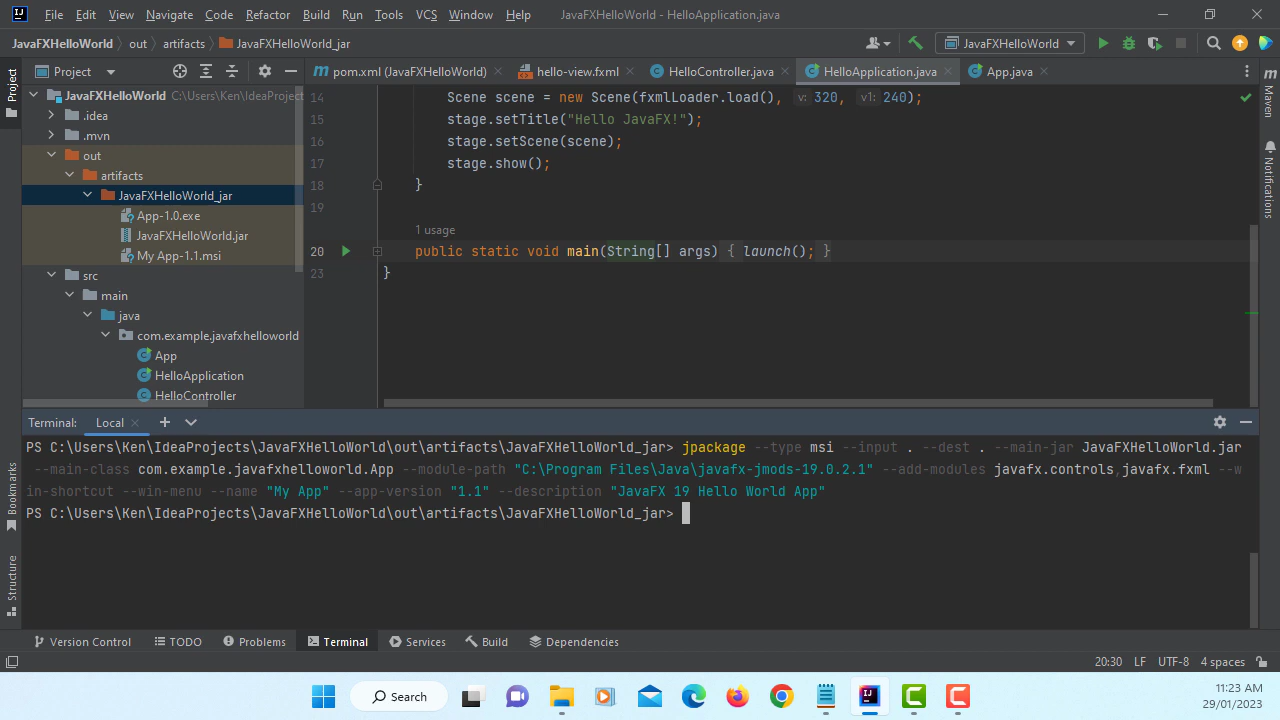 File Edit View Navigate Code Refactor Build Run Tools VCS Window Help JavaFXHelloWorld - HelloApplication.java
JavaFXHelloWorld out artifacts JavaFXHelloWorld_jar JavaFXHelloWorld
Project Project pom.xml (JavaFXHelloWorld) hello-view.fxml HelloController.java HelloApplication.java App.java
JavaFXHelloWorld C:\Users\Ken\IdeaProject
.idea
.mvn
out
artifacts
JavaFXHelloWorld_jar
App-1.0.exe
JavaFXHelloWorld.jar
My App-1.1.msi
src
main
java
com.example.javafxhelloworld
App
HelloApplication
HelloController
14 Scene scene = new Scene(fxmlLoader.load(), v: 320, v1: 240);
15 stage.setTitle("Hello JavaFX!");
16 stage.setScene(scene);
17 stage.show();
18 }
19
1 usage
20 public static void main(String[] args) { launch(); }
23 }
Maven
Notifications
Bookmarks
Structure
Terminal: Local
PS C:\Users\Ken\IdeaProjects\JavaFXHelloWorld\out\artifacts\JavaFXHelloWorld_jar> jpackage --type msi --input . --dest . --main-jar JavaFXHelloWorld.jar
--main-class com.example.javafxhelloworld.App --module-path "C:\Program Files\Java\javafx-jmods-19.0.2.1" --add-modules javafx.controls,javafx.fxml --w
in-shortcut --win-menu --name "My App" --app-version "1.1" --description "JavaFX 19 Hello World App"
PS C:\Users\Ken\IdeaProjects\JavaFXHelloWorld\out\artifacts\JavaFXHelloWorld_jar>
Version Control TODO Problems Terminal Services Build Dependencies
20:30 LF UTF-8 4 spaces
Search
11:23 AM
29/01/2023